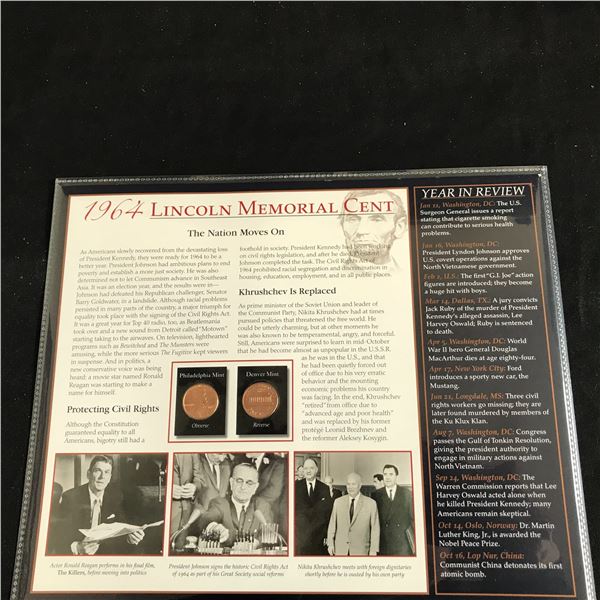 1964 LINCOLN MEMORIAL CENT
The Nation Moves On
As Americans slowly recovered from the devastating loss
of President Kennedy, they were ready for 1964 to be a
better year. President Johnson had ambitious plans to end
poverty and establish a more just society. He was also
determined not to let Communism advance in Southeast
Asia. It was an election year, and the results were in—
Johnson had defeated his Republican challenger, Senator
Barry Goldwater, in a landslide. Although racial problems
persisted in many parts of the country, a major triumph for
equality took place with the signing of the Civil Rights Act.
It was a great year for Top 40 radio, too, as Beatlemania
took over and a new sound from Detroit called "Motown"
starting taking to the airwaves. On television, lighthearted
programs such as Bewitched and The Munsters were
amusing, while the more serious The Fugitive kept viewers
in suspense. And in politics, a
new conservative voice was being
heard; a movie star named Ronald
Reagan was starting to make a
name for himself.
Protecting Civil Rights
Although the Constitution
guaranteed equality to all
Americans, bigotry still had a
foothold in society. President Kennedy had been working
on civil rights legislation, and after he died, President
Johnson completed the task. The Civil Rights Act of
1964 prohibited racial segregation and discrimination in
housing, education, employment, and in all public places.
Khrushchev Is Replaced
As prime minister of the Soviet Union and leader of
the Communist Party, Nikita Khrushchev had at times
pursued policies that threatened the free world. He
could be utterly charming, but at other moments he
was also known to be temperamental, angry, and forceful.
Still, Americans were surprised to learn in mid-October
that he had become almost as unpopular in the U.S.S.R.
as he was in the U.S., and that
he had been quietly forced out
of office due to his very erratic
behavior and the mounting
economic problems his country
was facing. In the end, Khrushchev
"retired" from office due to
"advanced age and poor health"
and was replaced by his former
protégé Leonid Brezhnev and
the reformer Aleksey Kosygin.
Philadelphia Mint
Obverse
Denver Mint
Reverse
Actor Ronald Reagan performs in his final film,
The Killers, before moving into politics
President Johnson signs the historic Civil Rights Act
of 1964 as part of his Great Society social reforms
Nikita Khrushchev meets with foreign dignitaries
shortly before he is ousted by his own party
YEAR IN REVIEW
Jan 11, Washington, DC: The U.S.
Surgeon General issues a report
stating that cigarette smoking
can contribute to serious health
problems.
Jan 16, Washington, DC:
President Lyndon Johnson approves
U.S. covert operations against the
North Vietnamese government.
Feb 1, U.S.: The first "G.I. Joe" action
figures are introduced; they become
a huge hit with boys.
Mar 14, Dallas, TX.: A jury convicts
Jack Ruby of the murder of President
Kennedy's alleged assassin, Lee
Harvey Oswald; Ruby is sentenced
to death.
Apr 5, Washington, DC: World
War II hero General Douglas
MacArthur dies at age eighty-four.
Apr 17, New York City: Ford
introduces a sporty new car, the
Mustang.
Jun 21, Longdale, MS: Three civil
rights workers go missing; they are
later found murdered by members of
the Ku Klux Klan.
Aug 7, Washington, DC: Congress
passes the Gulf of Tonkin Resolution,
giving the president authority to
engage in military actions against
North Vietnam.
Sep 24, Washington, DC: The
Warren Commission reports that Lee
Harvey Oswald acted alone when
he killed President Kennedy; many
Americans remain skeptical.
Oct 14, Oslo, Norway: Dr. Martin
Luther King, Jr., is awarded the
Nobel Peace Prize.
Oct 16, Lop Nur, China:
Communist China detonates its first
atomic bomb.